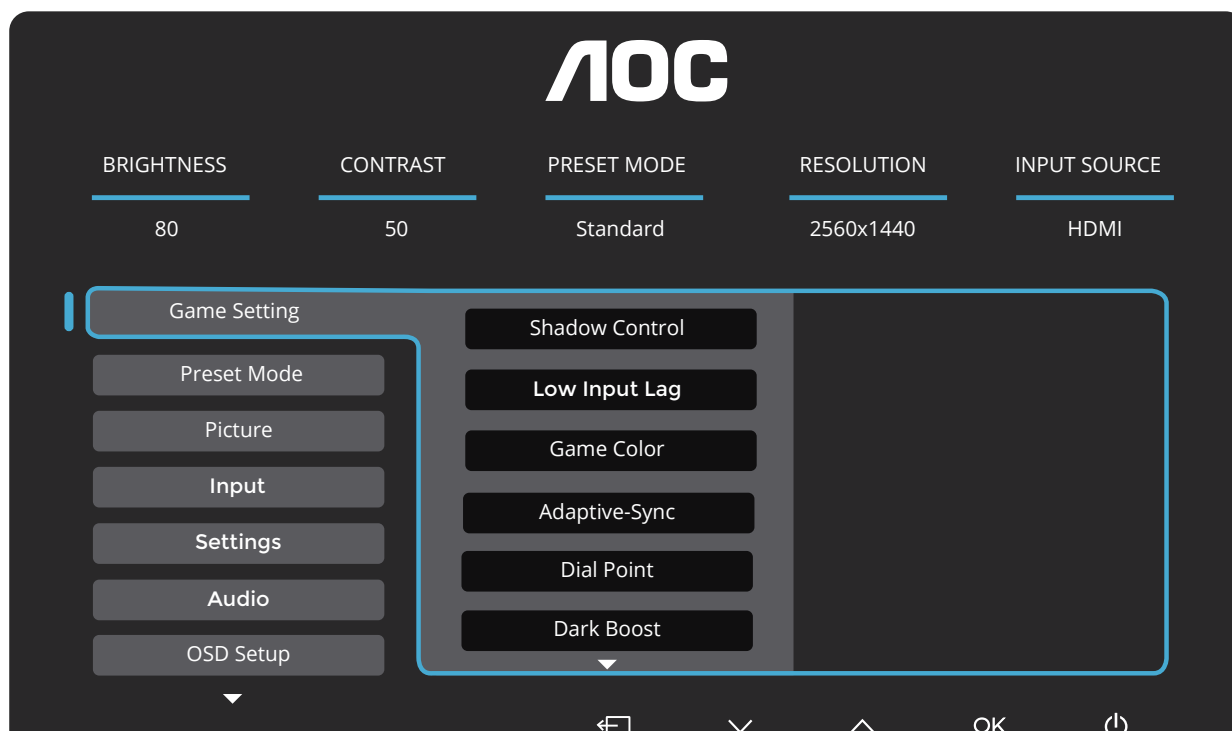 AOC
BRIGHTNESS CONTRAST PRESET MODE RESOLUTION INPUT SOURCE
80 50 Standard 2560x1440 HDMI
Game Setting
Preset Mode
Picture
Input
Settings
Audio
OSD Setup
Shadow Control
Low Input Lag
Game Color
Adaptive-Sync
Dial Point
Dark Boost
OK